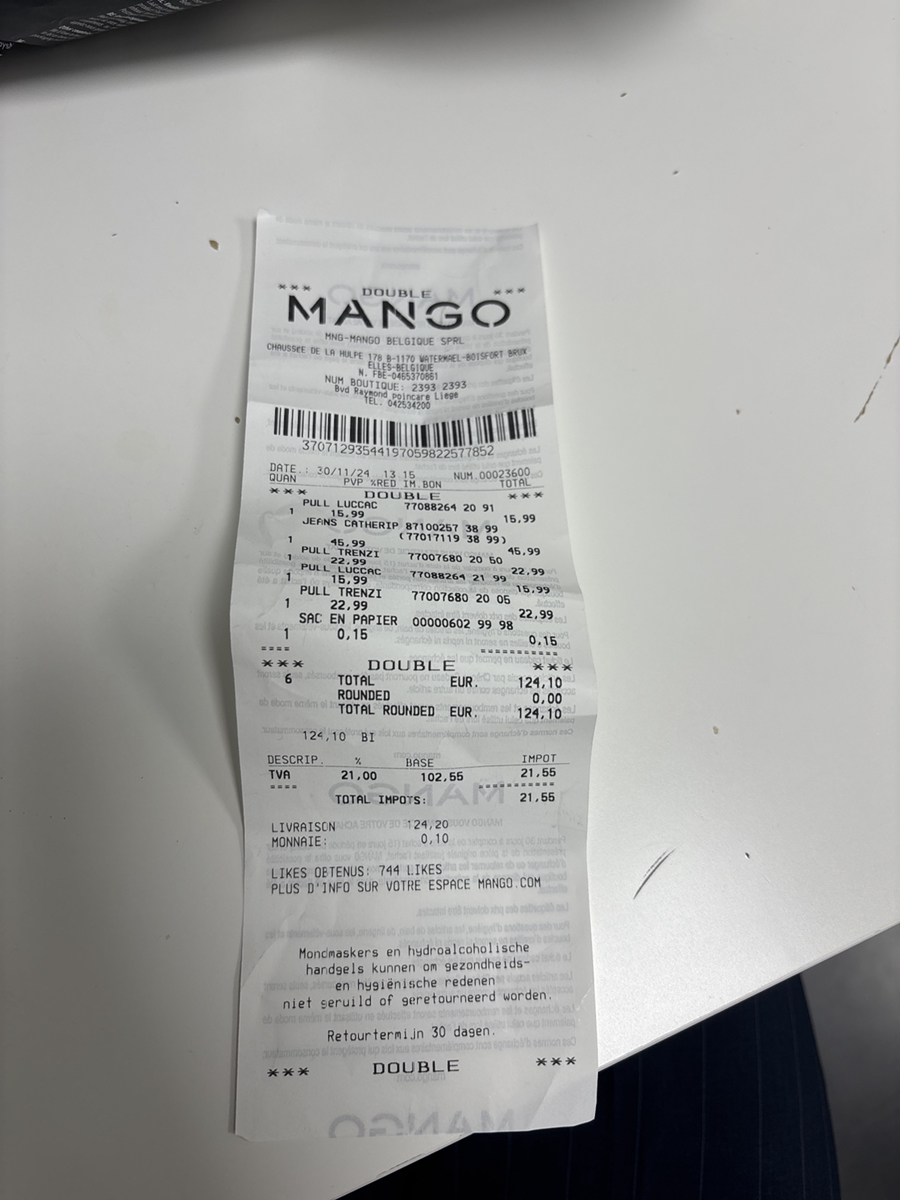 *** DOUBLE ***
MANGO
MNG-MANGO BELGIQUE SPRL
CHAUSSEE DE LA HULPE 178 B-1170 WATERMAEL-BOISFORT BRUX
ELLES-BELGIQUE
N. FBE-0465370861
NUM BOUTIQUE: 2393 2393
Bvd Raymond poincare Liege
TEL. 042534200
37071293544197059822577852
DATE.: 30/11/24 13 15 NUM.00023600
QUAN PVP %RED IM.BON TOTAL
*** DOUBLE ***
PULL LUCCAC 77088264 20 91
1 15,99 15,99
JEANS CATHERIP 87100257 38 99
(77017119 38 99)
1 45,99 45,99
PULL TRENZI 77007680 20 50
1 22,99 22,99
PULL LUCCAC 77088264 21 99
1 15,99 15,99
PULL TRENZI 77007680 20 05
1 22,99 22,99
SAC EN PAPIER 00000602 99 98
1 0,15 0,15
==== ===========
*** DOUBLE ***
6 TOTAL EUR. 124,10
ROUNDED 0,00
TOTAL ROUNDED EUR. 124,10
124,10 BI
DESCRIP. % BASE IMPOT
TVA 21,00 102,55 21,55
==== ===========
TOTAL IMPOTS: 21,55
LIVRAISON 124,20
MONNAIE: 0,10
LIKES OBTENUS: 744 LIKES
PLUS D'INFO SUR VOTRE ESPACE MANGO.COM
Mondmaskers en hydroalcoholische
handgels kunnen om gezondheids-
en hygiënische redenen
niet geruild of geretourneerd worden.
Retourtermijn 30 dagen.
*** DOUBLE ***